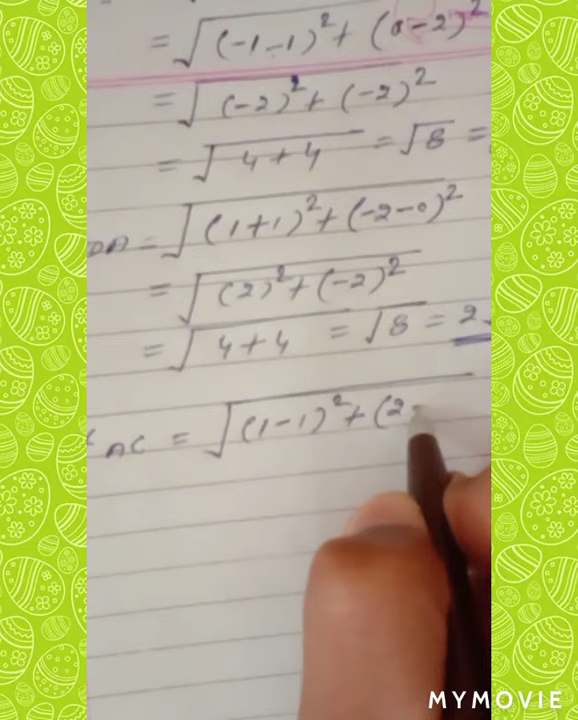 = √(-1-1)² + (0-2)²
= √(-2)² + (-2)²
= √4+4 = √8 =
DA = √(1+1)² + (-2-0)²
= √(2)² + (-2)²
= √4+4 = √8 = 2
AC = √(1-1)² + (2
MYMOVIE